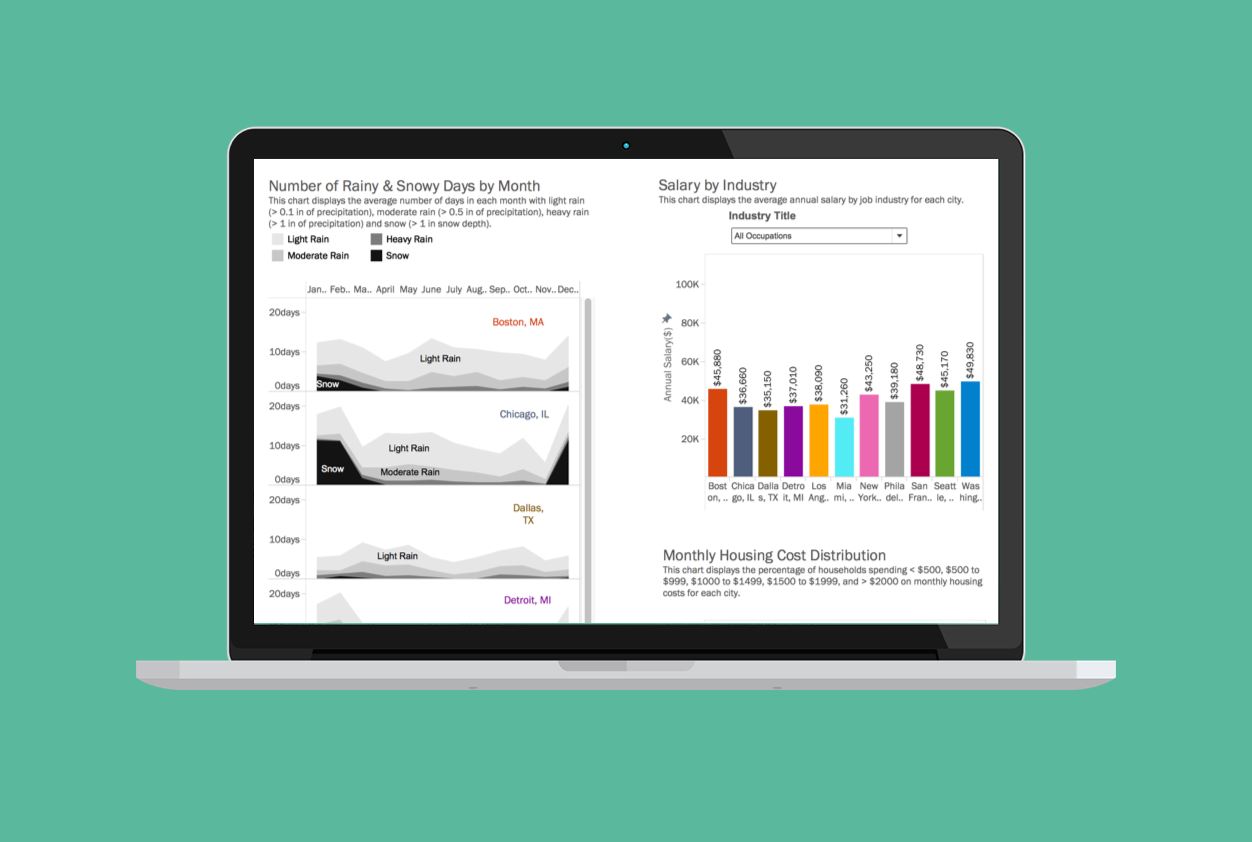 Number of Rainy & Snowy Days by Month
This chart displays the average number of days in each month with light rain
(> 0.1 in of precipitation), moderate rain (> 0.5 in of precipitation), heavy rain
(> 1 in of precipitation) and snow (> 1 in snow depth).
Light Rain
Heavy Rain
Moderate Rain
Snow
Jan.. Feb.. Ma.. April May June July Aug.. Sep.. Oct.. Nov.. Dec..
20days
Boston, MA
10days
Light Rain
0days
Snow
20days
Chicago, IL
10days
Light Rain
Snow
Moderate Rain
0days
20days
Dallas,
TX
10days
Light Rain
0days
20days
Detroit, MI
Salary by Industry
This chart displays the average annual salary by job industry for each city.
Industry Title
All Occupations
Annual Salary($)
100K
80K
60K
40K
20K
$45,880
$36,660
$35,150
$37,010
$38,090
$31,260
$43,250
$39,180
$48,730
$45,170
$49,830
Bost Chica Dalla Detro Los Mia New Phila San Seatt Was
on, .. go, IL s, TX it, MI Ang.. mi, .. York.. del.. Fran.. le, .. hing..
Monthly Housing Cost Distribution
This chart displays the percentage of households spending < $500, $500 to
$999, $1000 to $1499, $1500 to $1999, and > $2000 on monthly housing
costs for each city.